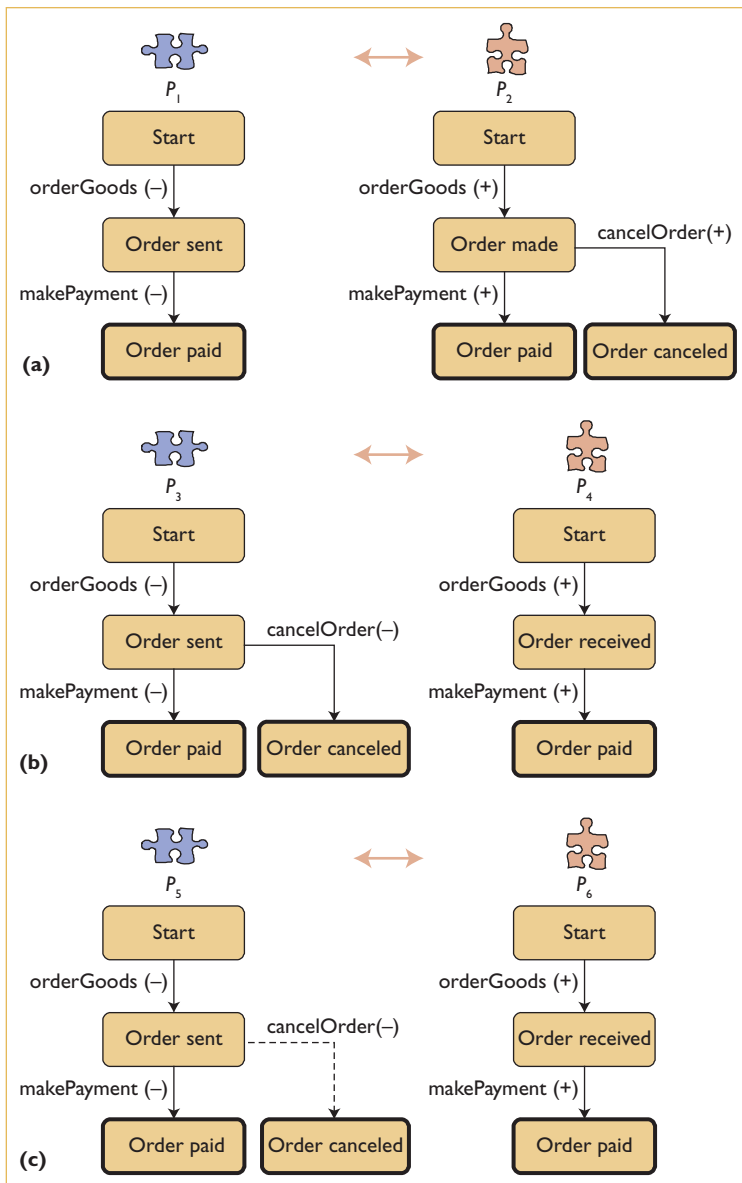 P1 P2
Start Start
orderGoods (–) orderGoods (+)
Order sent Order made cancelOrder(+)
makePayment (–) makePayment (+)
(a) Order paid Order paid Order canceled
P3 P4
Start Start
orderGoods (–) orderGoods (+)
Order sent cancelOrder(–) Order received
makePayment (–) makePayment (+)
(b) Order paid Order canceled Order paid
P5 P6
Start Start
orderGoods (–) orderGoods (+)
Order sent cancelOrder(–) Order received
makePayment (–) makePayment (+)
(c) Order paid Order canceled Order paid